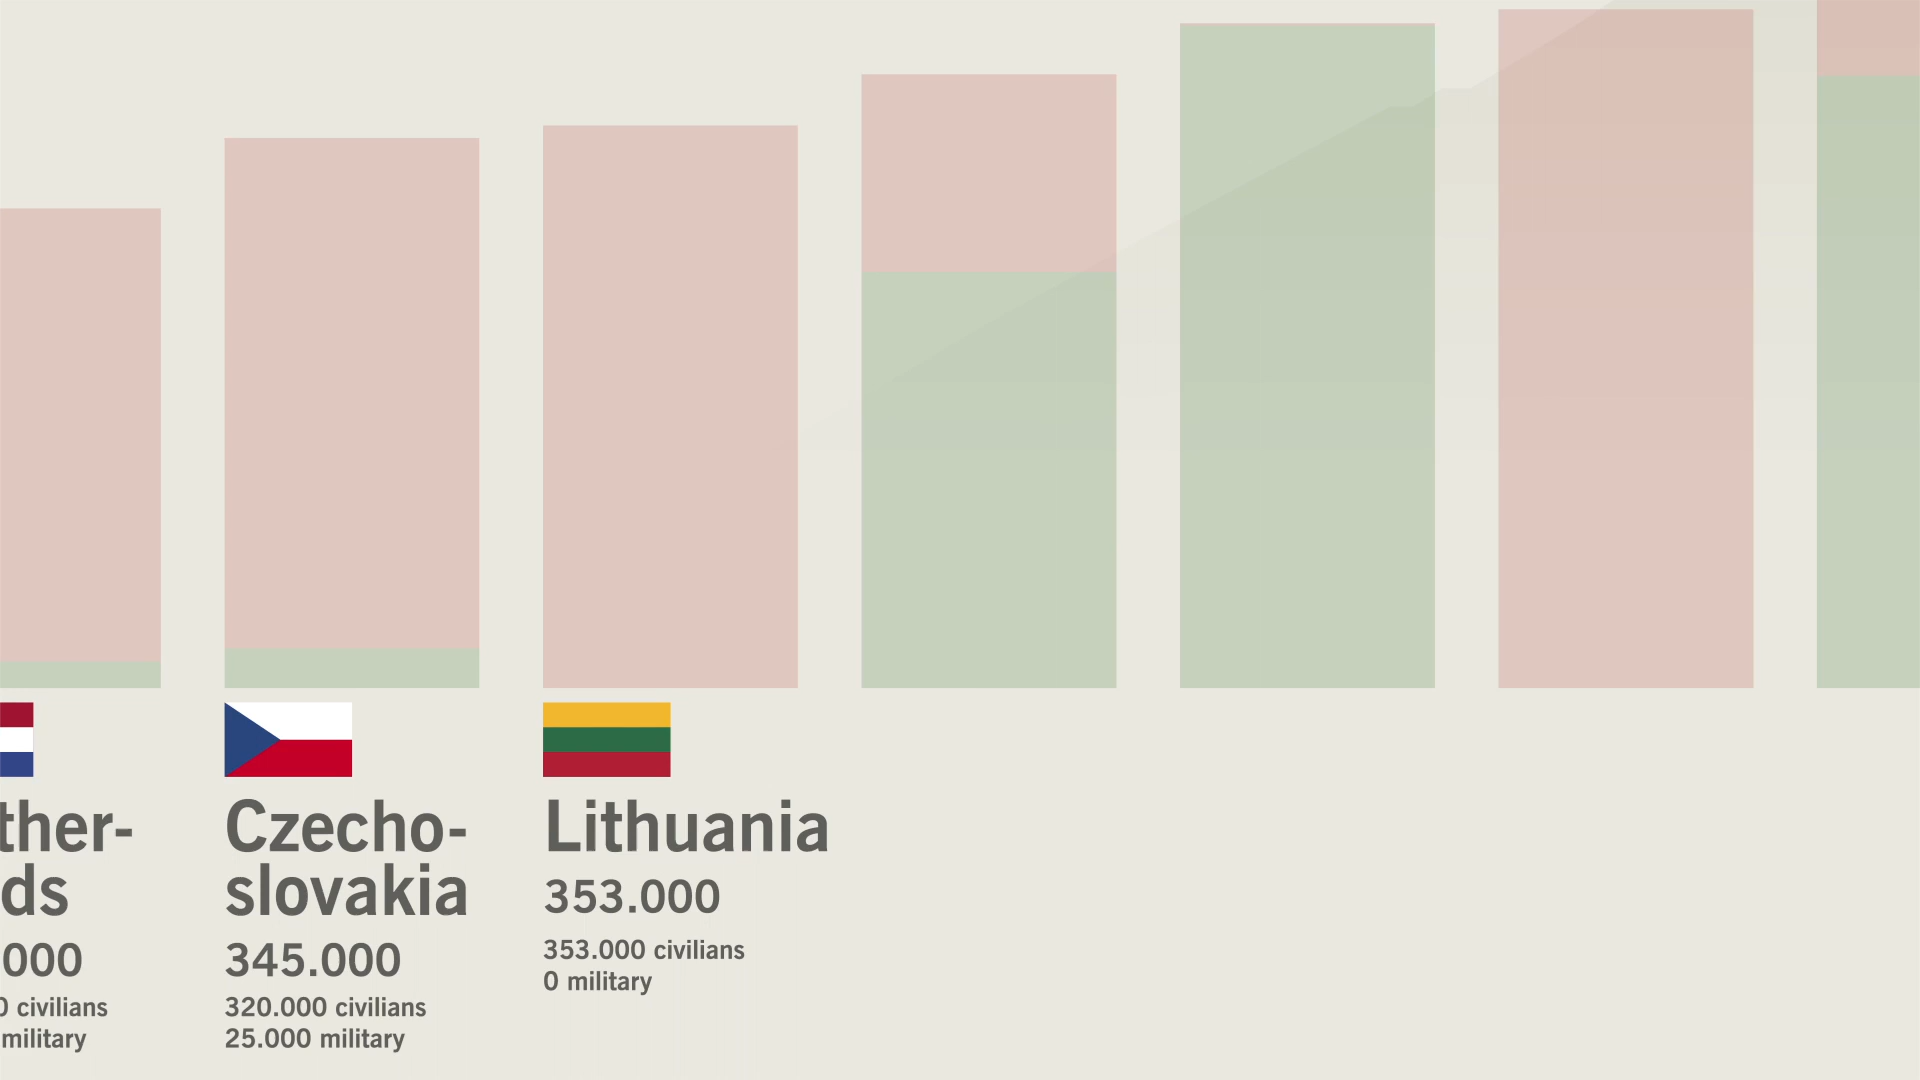 ther-
ds
000
0 civilians
military
Czecho-
slovakia
345.000
320.000 civilians
25.000 military
Lithuania
353.000
353.000 civilians
0 military